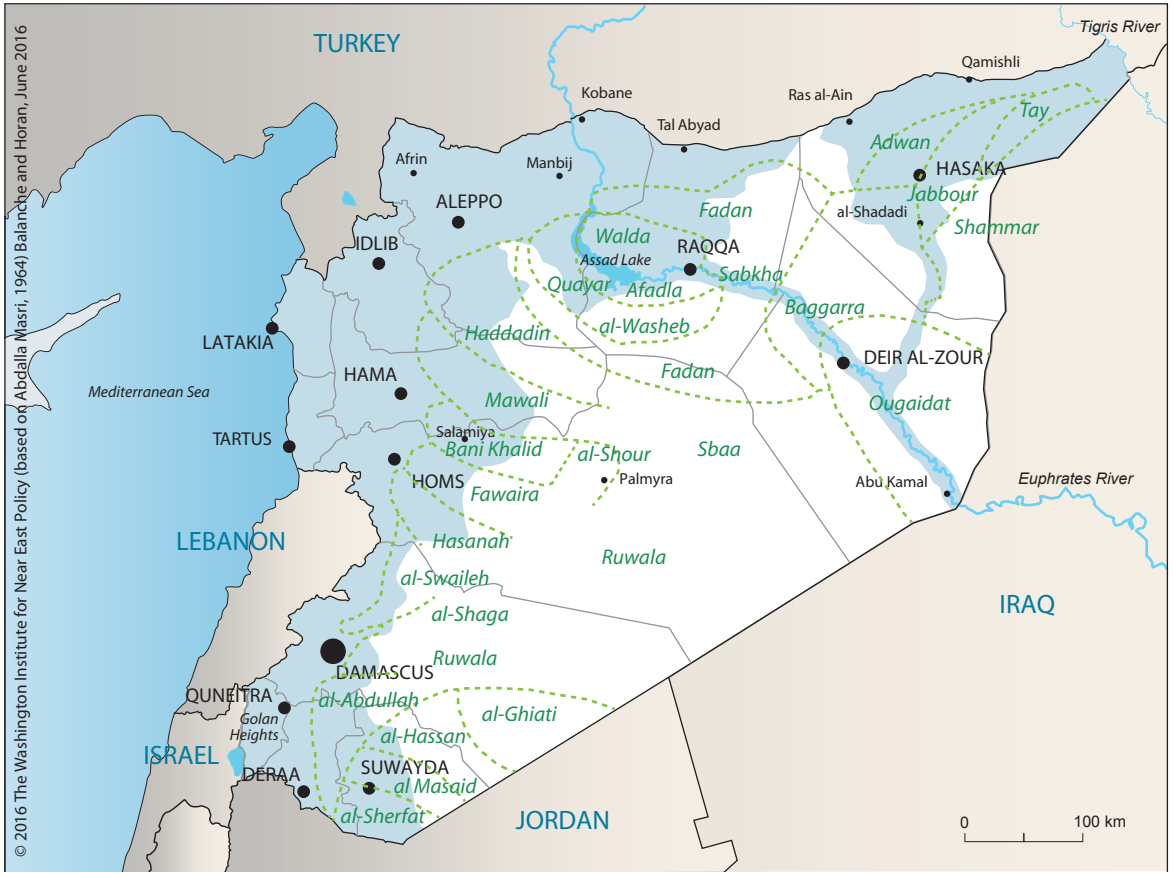 © 2016 The Washington Institute for Near East Policy (based on Abdalla Masri, 1964) Balanche and Horan, June 2016
TURKEY
Tigris River
Qamishli
Kobane
Ras al-Ain
Tal Abyad
Tay
Adwan
Afrin
Manbij
HASAKA
Jabbour
ALEPPO
al-Shadadi
Fadan
Shammar
IDLIB
Walda
RAQQA
Assad Lake
Sabkha
Quayar
Afadla
Baggarra
al-Washeb
LATAKIA
Haddadin
DEIR AL-ZOUR
HAMA
Fadan
Mediterranean Sea
Mawali
Ougaidat
TARTUS
Salamiya
Bani Khalid
al-Shour
Sbaa
HOMS
Palmyra
Abu Kamal
Euphrates River
Fawaira
LEBANON
Hasanah
Ruwala
al-Swaileh
IRAQ
al-Shaga
Ruwala
DAMASCUS
QUNEITRA
al-Abdullah
Golan
Heights
al-Ghiati
al-Hassan
ISRAEL
DERAA
SUWAYDA
al Masaid
al-Sherfat
JORDAN
0
100 km